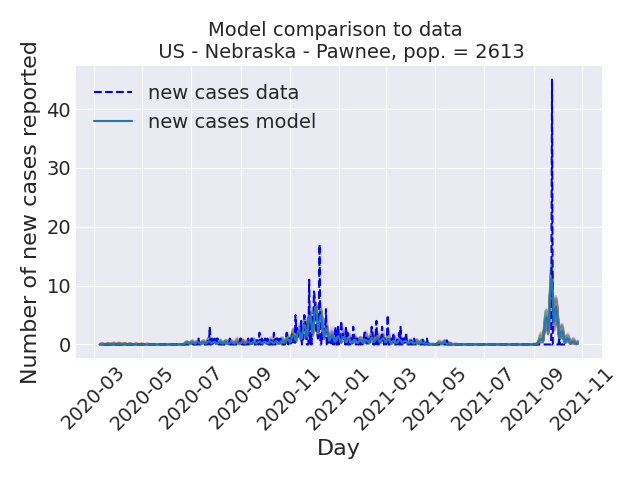 Model comparison to data
US - Nebraska - Pawnee, pop. = 2613
Number of new cases reported
40
30
20
10
0
new cases data
new cases model
2020-03
2020-05
2020-07
2020-09
2020-11
2021-01
2021-03
2021-05
2021-07
2021-09
2021-11
Day